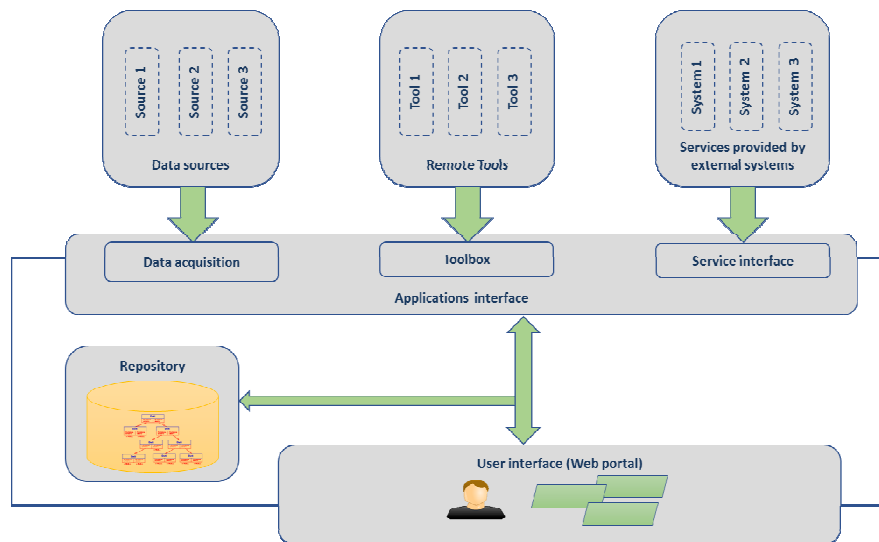 Source 1
Source 2
Source 3
Data sources
Tool 1
Tool 2
Tool 3
Remote Tools
System 1
System 2
System 3
Services provided by
external systems
Data acquisition
Toolbox
Service interface
Applications interface
Repository
User interface (Web portal)